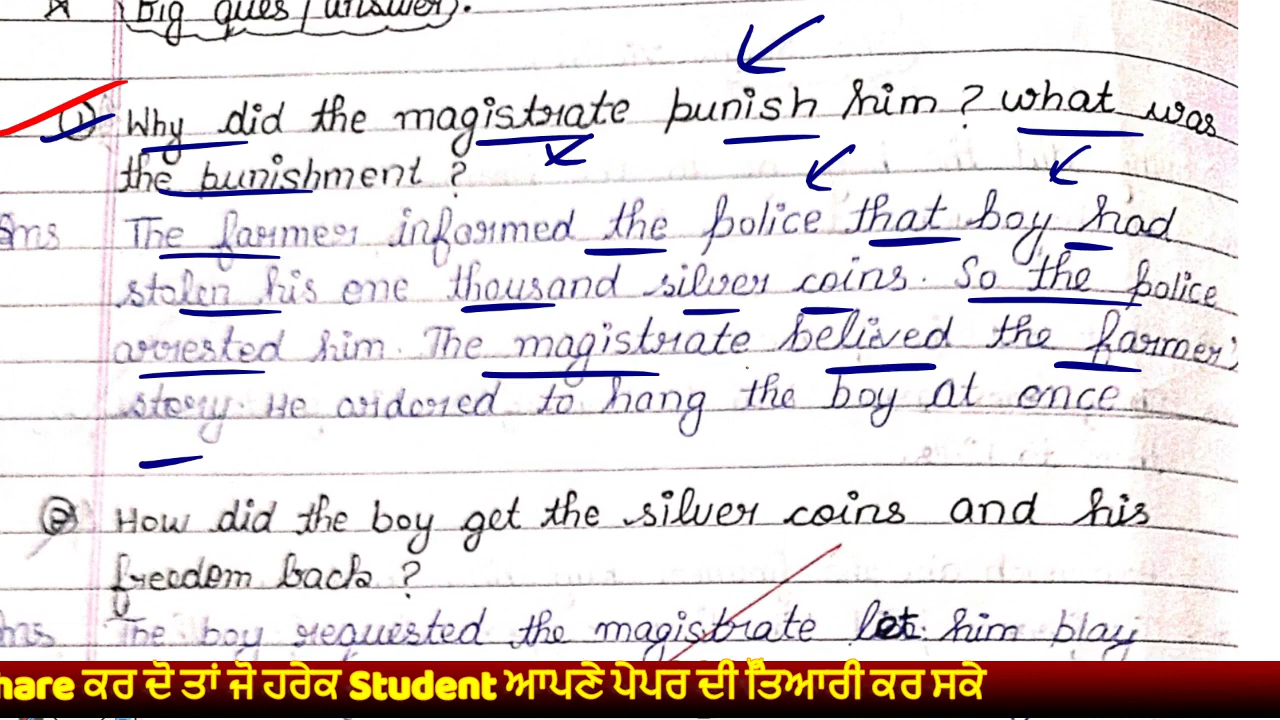 Big ques/answer).
① Why did the magistrate punish him ? what was
the punishment ?
Ans The farmer informed the police that boy had
stolen his one thousand silver coins. So the police
arrested him. The magistrate belived the farmer's
story. He ordered to hang the boy at once
② How did the boy get the silver coins and his
freedom back ?
Ans The boy requested the magistrate let him play
hare ਕਰ ਦੋ ਤਾਂ ਜੋ ਹਰੇਕ Student ਆਪਣੇ ਪੇਪਰ ਦੀ ਤਿਆਰੀ ਕਰ ਸਕੇ